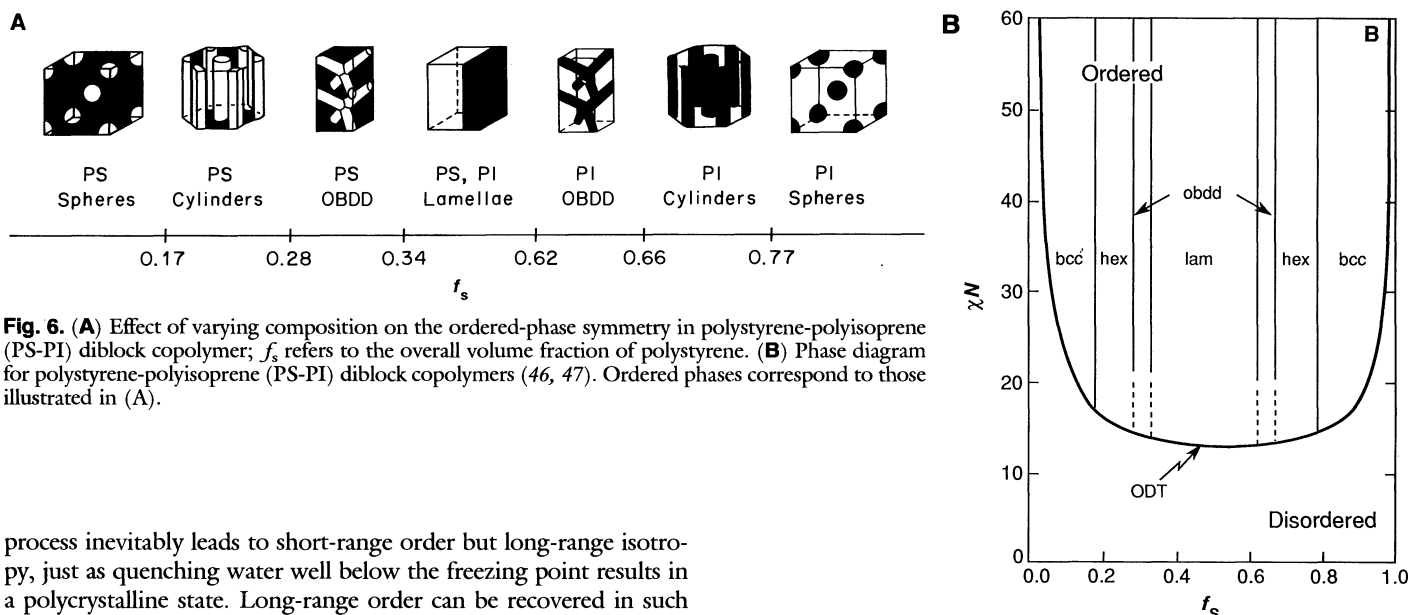 A
PS
Spheres
PS
Cylinders
PS
OBDD
PS, PI
Lamellae
PI
OBDD
PI
Cylinders
PI
Spheres
0.17 0.28 0.34 0.62 0.66 0.77
fs
Fig. 6. (A) Effect of varying composition on the ordered-phase symmetry in polystyrene-polyisoprene
(PS-PI) diblock copolymer; fs refers to the overall volume fraction of polystyrene. (B) Phase diagram
for polystyrene-polyisoprene (PS-PI) diblock copolymers (46, 47). Ordered phases correspond to those
illustrated in (A).
process inevitably leads to short-range order but long-range isotro-
py, just as quenching water well below the freezing point results in
a polycrystalline state. Long-range order can be recovered in such
B
B
60
50
40
30
20
10
0
χN
Ordered
obdd
bcc hex lam hex bcc
ODT
Disordered
0.0 0.2 0.4 0.6 0.8 1.0
fs